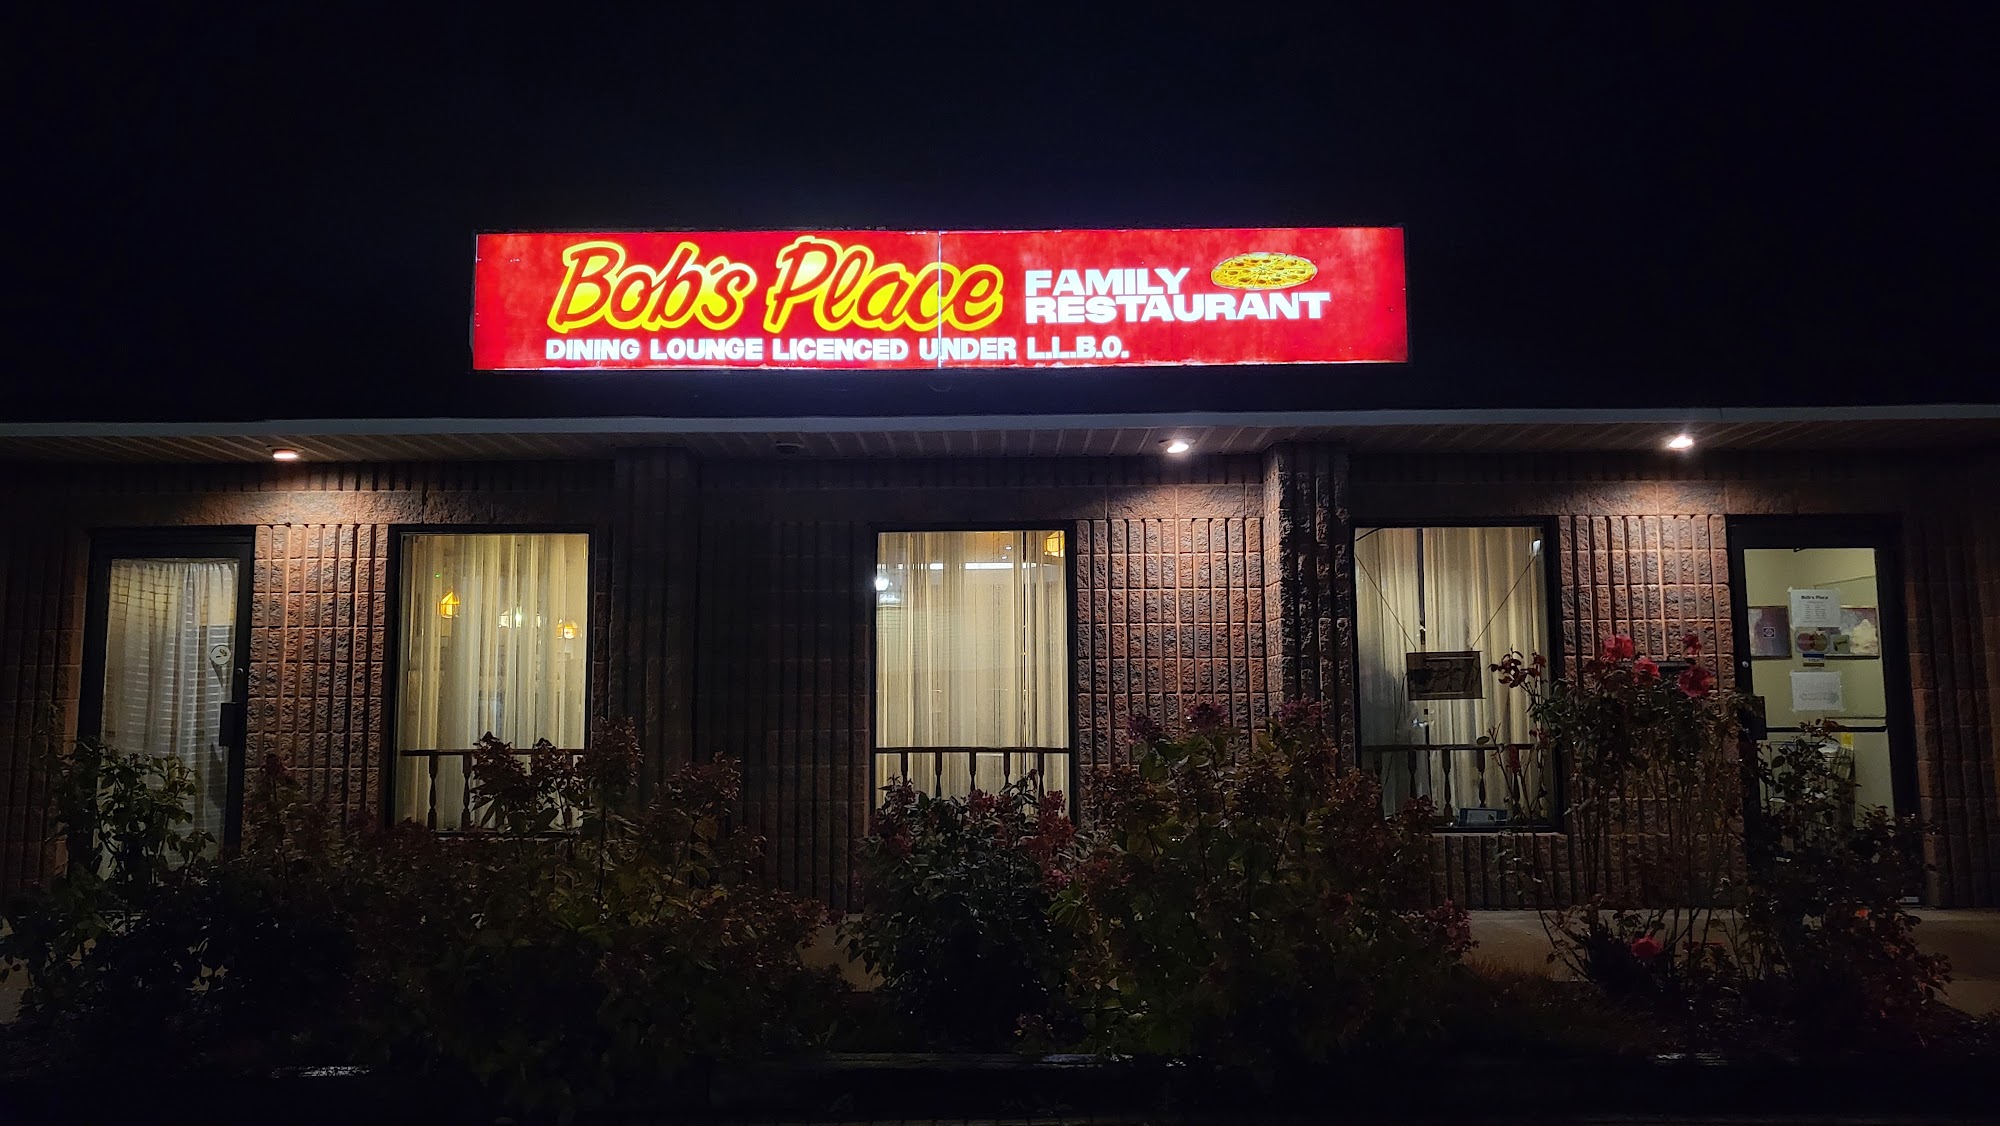 Bob's Place
FAMILY
RESTAURANT
DINING LOUNGE LICENCED UNDER L.L.B.O.
Bob's Place